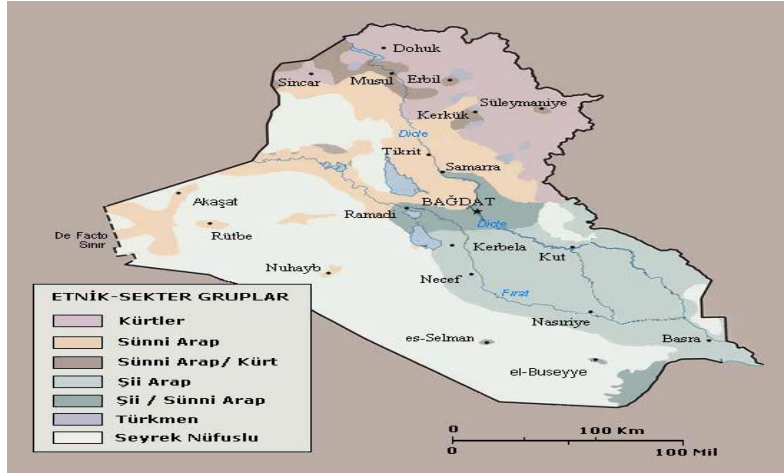 Dohuk
Sincar
Musul
Erbil
Kerkük
Süleymaniye
Dicle
Tikrit
Samarra
Akaşat
Ramadi
BAĞDAT
De Facto
Sınır
Rütbe
Dicle
Kerbela
Kut
Nuhayb
Necef
Fırat
Nasıriye
es-Selman
Basra
el-Buseyye
ETNİK-SEKTER GRUPLAR
Kürtler
Sünni Arap
Sünni Arap/ Kürt
Şii Arap
Şii / Sünni Arap
Türkmen
Seyrek Nüfuslu
0 100 Km
0 100 Mil